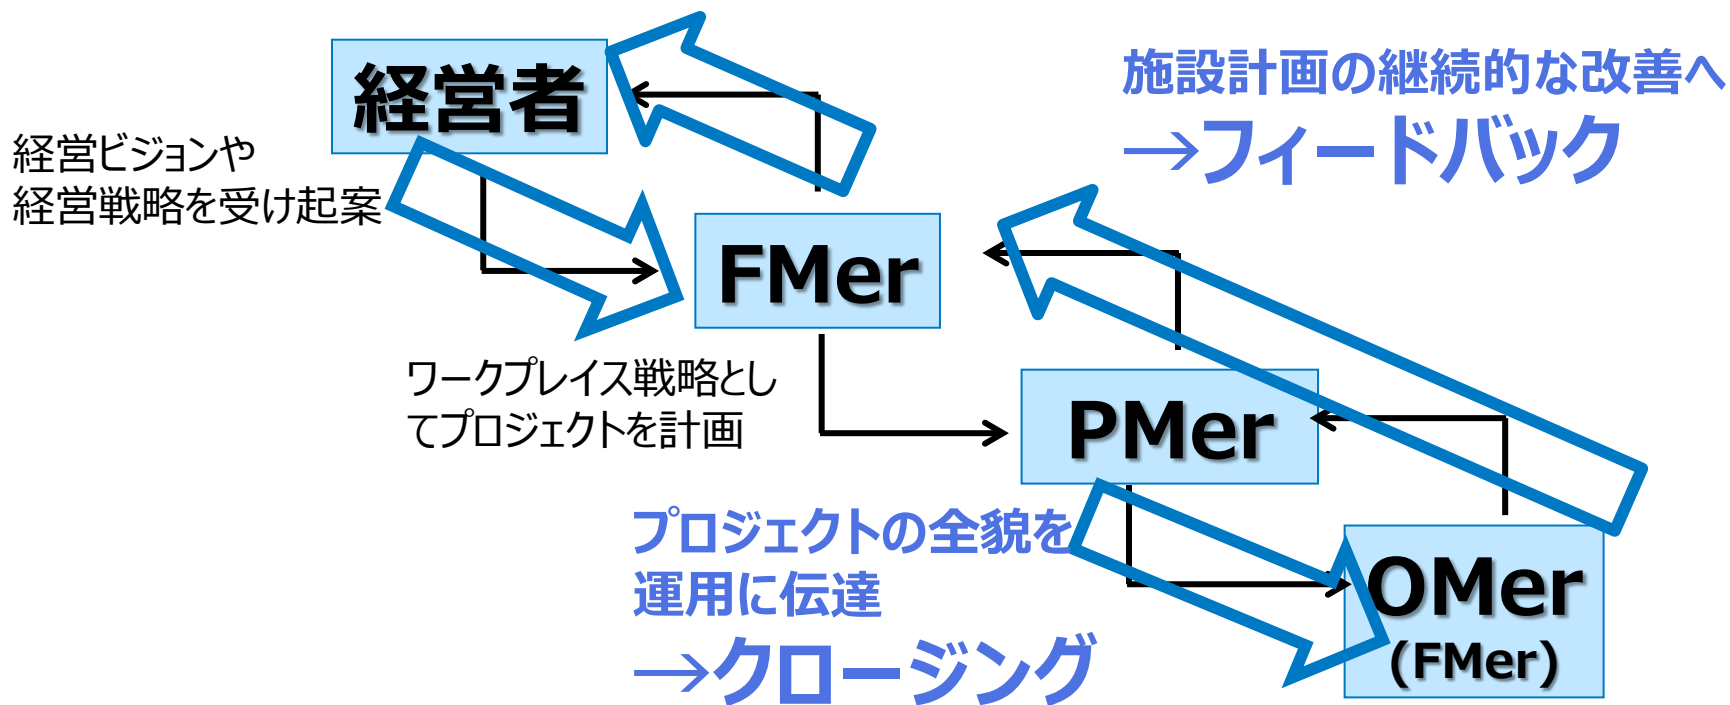 経営者
施設計画の継続的な改善へ
→フィードバック
経営ビジョンや
経営戦略を受け起案
FMer
ワークプレイス戦略とし
てプロジェクトを計画
PMer
プロジェクトの全貌を
運用に伝達
→クロージング
OMer
(FMer)